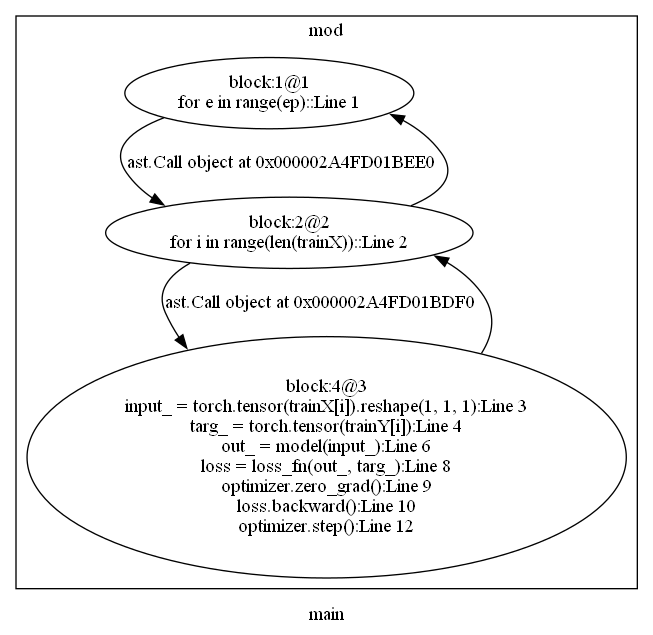 mod
block:1@1
for e in range(ep)::Line 1
ast.Call object at 0x000002A4FD01BEE0
block:2@2
for i in range(len(trainX))::Line 2
ast.Call object at 0x000002A4FD01BDF0
block:4@3
input_ = torch.tensor(trainX[i]).reshape(1, 1, 1):Line 3
targ_ = torch.tensor(trainY[i]):Line 4
out_ = model(input_):Line 6
loss = loss_fn(out_, targ_):Line 8
optimizer.zero_grad():Line 9
loss.backward():Line 10
optimizer.step():Line 12
main